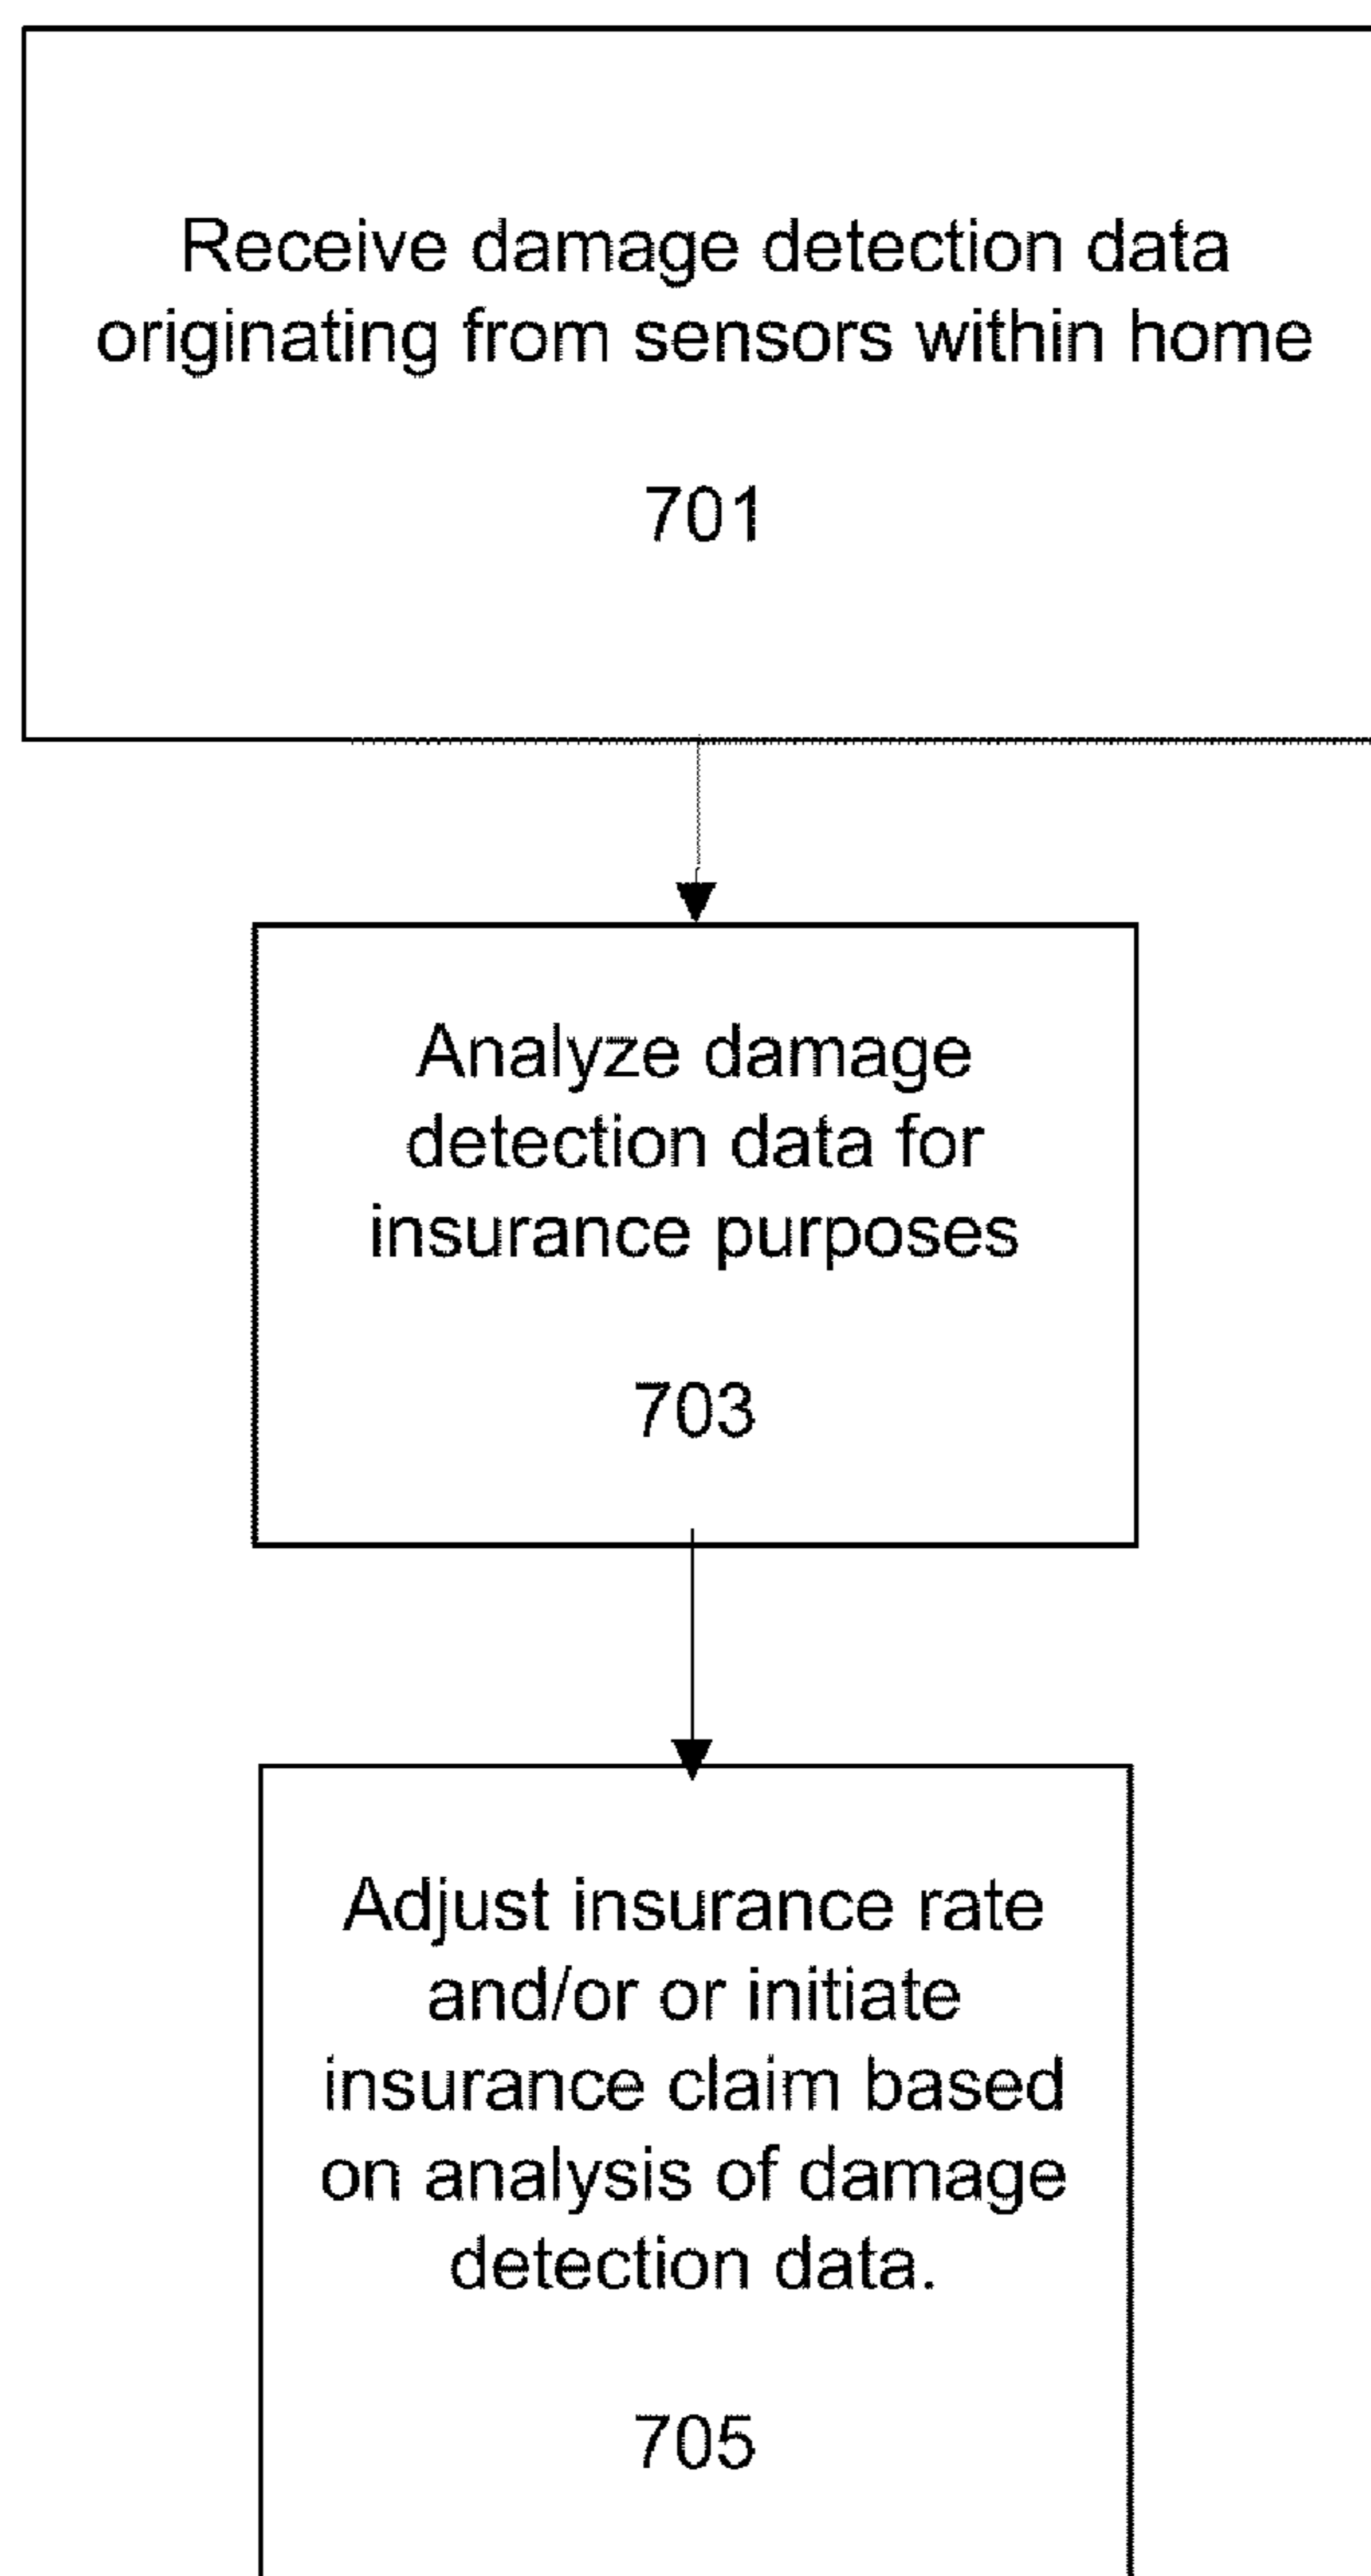 Receive damage detection data
originating from sensors within home
701
Analyze damage
detection data for
insurance purposes
703
Adjust insurance rate
and/or or initiate
insurance claim based
on analysis of damage
detection data.
705